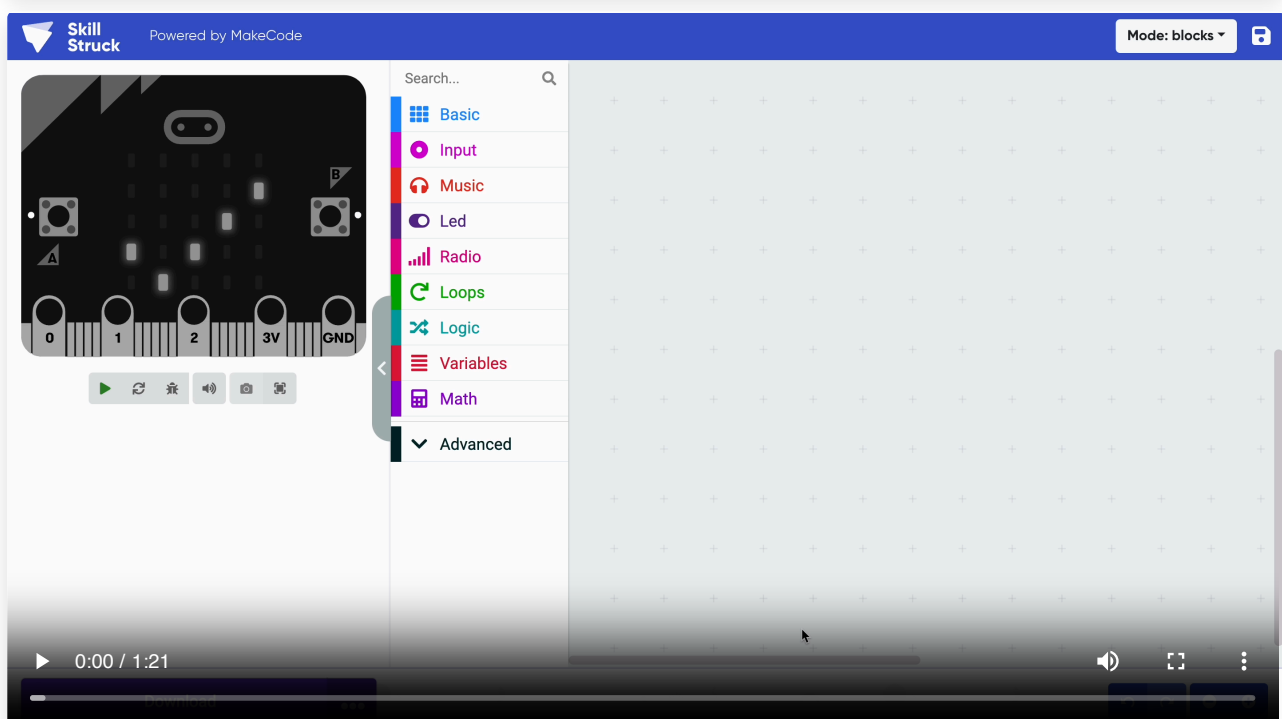 Skill
Struck
Powered by MakeCode
Mode: blocks
Search...
Basic
Input
Music
Led
Radio
Loops
Logic
Variables
Math
Advanced
B
A
0 1 2 3V GND
0:00 / 1:21
Download